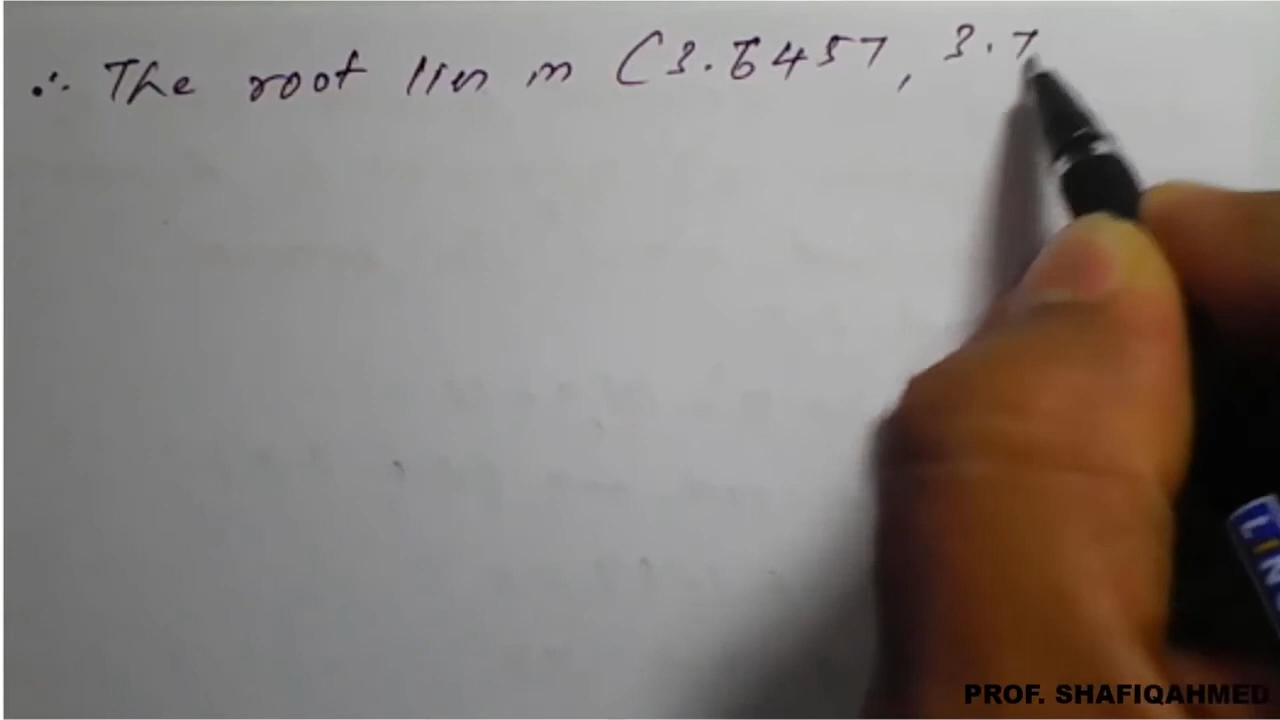 ∴ The root lies in (3.6457, 3.7
PROF. SHAFIQAHMED